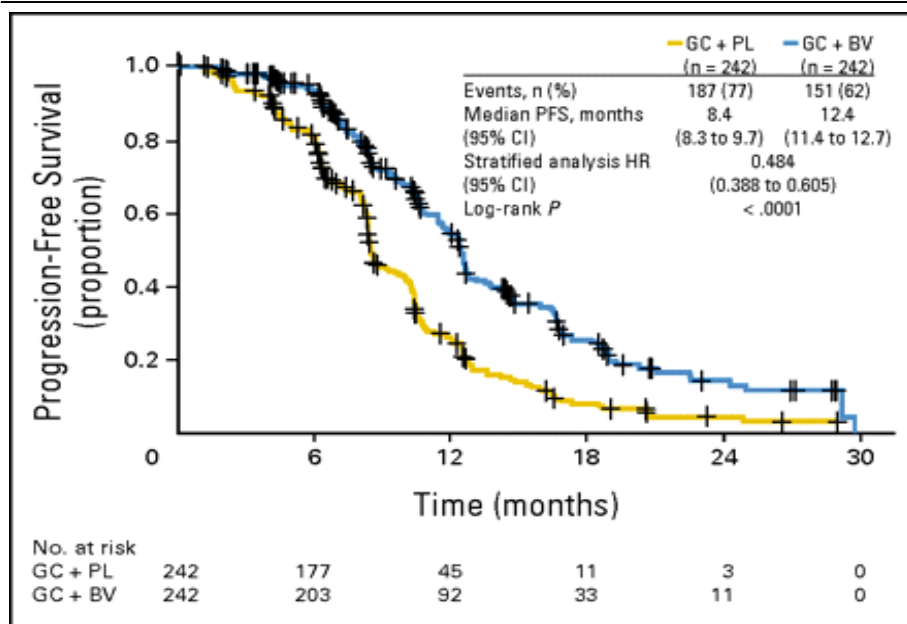 GC + PL GC + BV
(n = 242) (n = 242)
Events, n (%) 187 (77) 151 (62)
Median PFS, months 8.4 12.4
(95% CI) (8.3 to 9.7) (11.4 to 12.7)
Stratified analysis HR 0.484
(95% CI) (0.388 to 0.605)
Log-rank P < .0001
Progression-Free Survival
(proportion)
1.0
0.8
0.6
0.4
0.2
0 6 12 18 24 30
Time (months)
No. at risk
GC + PL 242 177 45 11 3 0
GC + BV 242 203 92 33 11 0